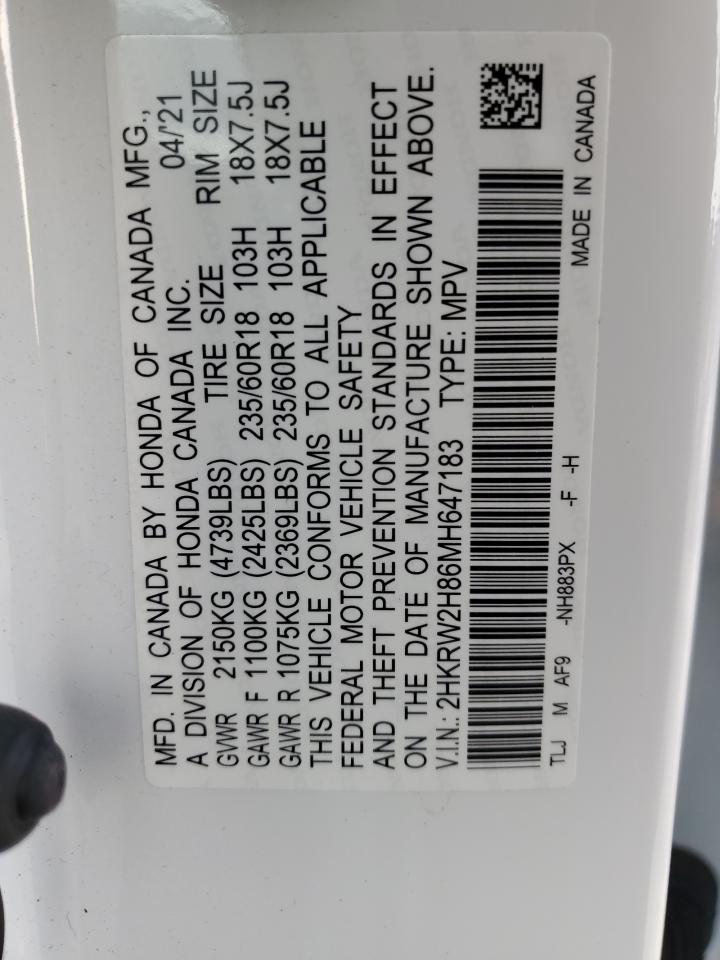 MFD. IN CANADA BY HONDA OF CANADA MFG.,
A DIVISION OF HONDA CANADA INC. 04/'21
GVWR 2150KG (4739LBS) TIRE SIZE RIM SIZE
GAWR F 1100KG (2425LBS) 235/60R18 103H 18X7.5J
GAWR R 1075KG (2369LBS) 235/60R18 103H 18X7.5J
THIS VEHICLE CONFORMS TO ALL APPLICABLE
FEDERAL MOTOR VEHICLE SAFETY
AND THEFT PREVENTION STANDARDS IN EFFECT
ON THE DATE OF MANUFACTURE SHOWN ABOVE.
V.I.N.: 2HKRW2H86MH647183 TYPE: MPV
TLJ M AF9 -NH883PX -F -H MADE IN CANADA